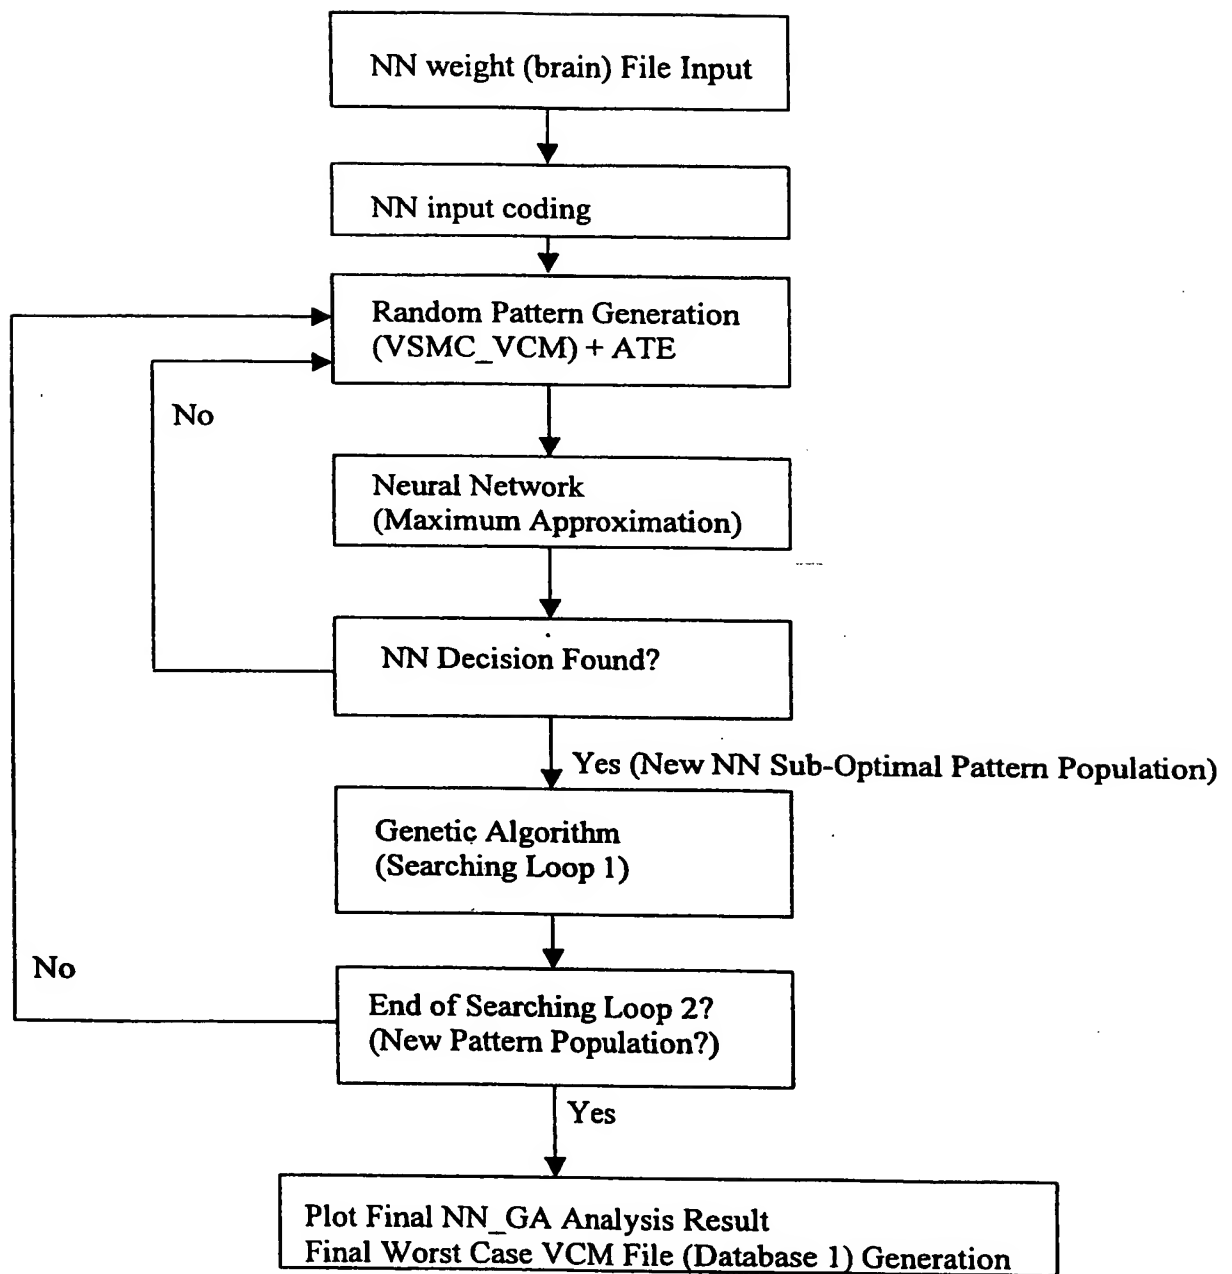 NN weight (brain) File Input
NN input coding
Random Pattern Generation
(VSMC_VCM) + ATE
No
Neural Network
(Maximum Approximation)
NN Decision Found?
Yes (New NN Sub-Optimal Pattern Population)
Genetic Algorithm
(Searching Loop 1)
No
End of Searching Loop 2?
(New Pattern Population?)
Yes
Plot Final NN_GA Analysis Result
Final Worst Case VCM File (Database 1) Generation